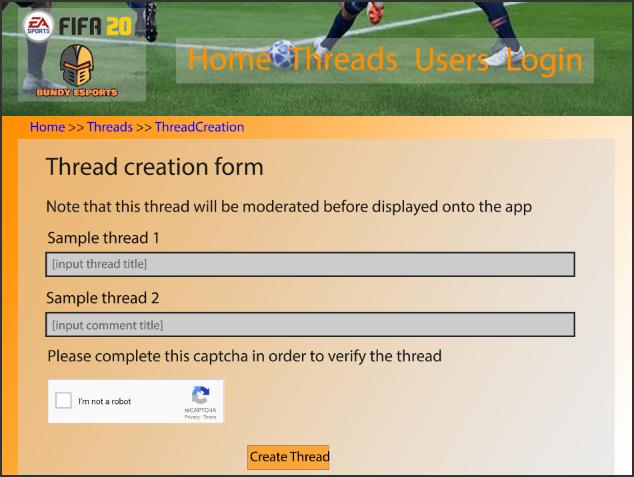 EA
SPORTS
FIFA 20
BUNDY ESPORTS
Home Threads Users Login
Home >> Threads >> ThreadCreation
Thread creation form
Note that this thread will be moderated before displayed onto the app
Sample thread 1
[input thread title]
Sample thread 2
[input comment title]
Please complete this captcha in order to verify the thread
I'm not a robot
reCAPTCHA
Privacy - Terms
Create Thread